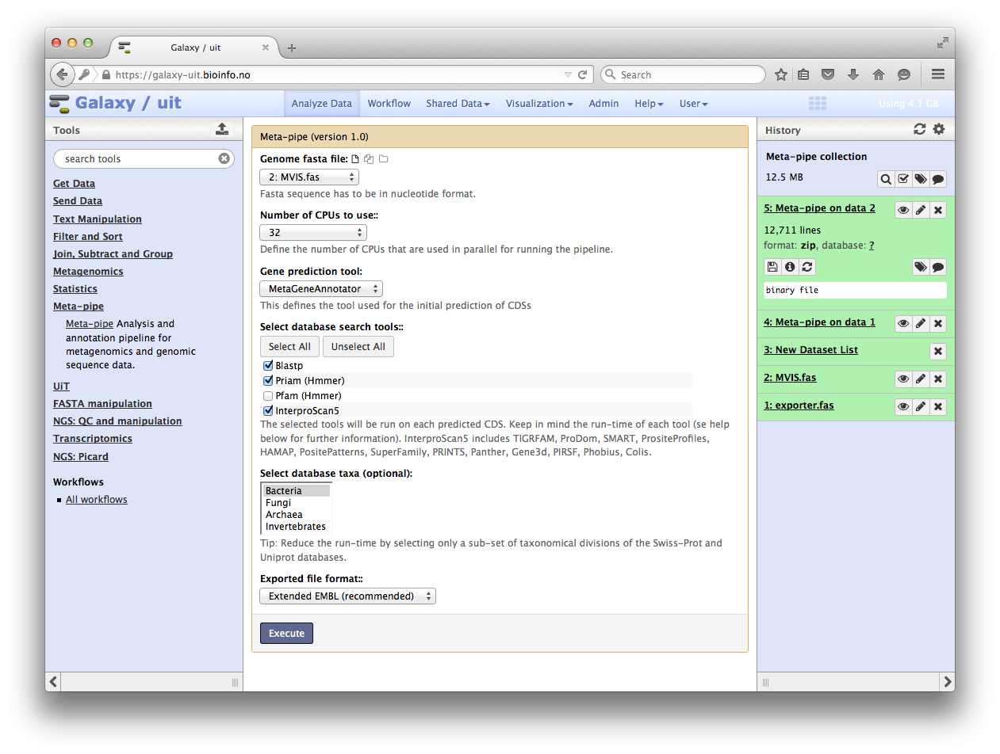 Galaxy / uit
https://galaxy-uit.bioinfo.no
Search
Galaxy / uit
Analyze Data
Workflow
Shared Data
Visualization
Admin
Help
User
Using 4.1 GB
Tools
search tools
Get Data
Send Data
Text Manipulation
Filter and Sort
Join, Subtract and Group
Metagenomics
Statistics
Meta-pipe
Meta-pipe Analysis and
annotation pipeline for
metagenomics and genomic
sequence data.
UiT
FASTA manipulation
NGS: QC and manipulation
Transcriptomics
NGS: Picard
Workflows
All workflows
Meta-pipe (version 1.0)
Genome fasta file:
2: MVIS.fas
Fasta sequence has to be in nucleotide format.
Number of CPUs to use::
32
Define the number of CPUs that are used in parallel for running the pipeline.
Gene prediction tool:
MetaGeneAnnotator
This defines the tool used for the initial prediction of CDSs
Select database search tools::
Select All
Unselect All
Blastp
Priam (Hmmer)
Pfam (Hmmer)
InterproScan5
The selected tools will be run on each predicted CDS. Keep in mind the run-time of each tool (se help
below for further information). InterproScan5 includes TIGRFAM, ProDom, SMART, PrositeProfiles,
HAMAP, PositePatterns, SuperFamily, PRINTS, Panther, Gene3d, PIRSF, Phobius, Colis.
Select database taxa (optional):
Bacteria
Fungi
Archaea
Invertebrates
Tip: Reduce the run-time by selecting only a sub-set of taxonomical divisions of the Swiss-Prot and
Uniprot databases.
Exported file format::
Extended EMBL (recommended)
Execute
History
Meta-pipe collection
12.5 MB
5: Meta-pipe on data 2
12,711 lines
format: zip, database: ?
binary file
4: Meta-pipe on data 1
3: New Dataset List
2: MVIS.fas
1: exporter.fas